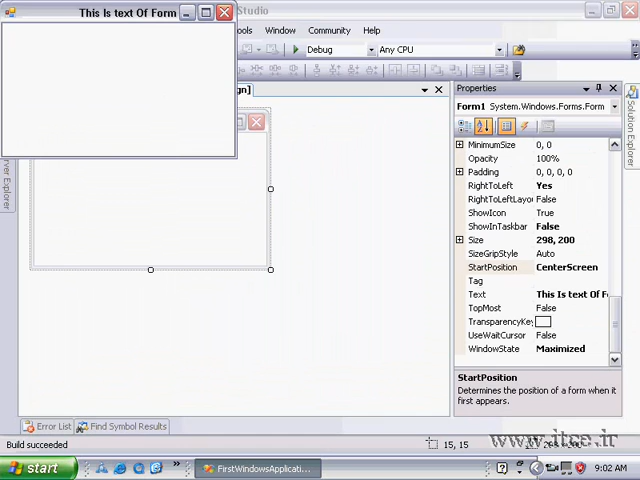 This Is text Of Form
Studio
ools Window Community Help
Debug Any CPU
gn]
Properties
Form1 System.Windows.Forms.Form
MinimumSize 0, 0
Opacity 100%
Padding 0, 0, 0, 0
RightToLeft Yes
RightToLeftLayou False
ShowIcon True
ShowInTaskbar False
Size 298, 200
SizeGripStyle Auto
StartPosition CenterScreen
Tag
Text This Is text Of F
TopMost False
TransparencyKey
UseWaitCursor False
WindowState Maximized
StartPosition
Determines the position of a form when it
first appears.
Solution Explorer
Server Explorer
Error List Find Symbol Results
Build succeeded
15, 15
www.itce.ir
start
FirstWindowsApplicati...
9:02 AM